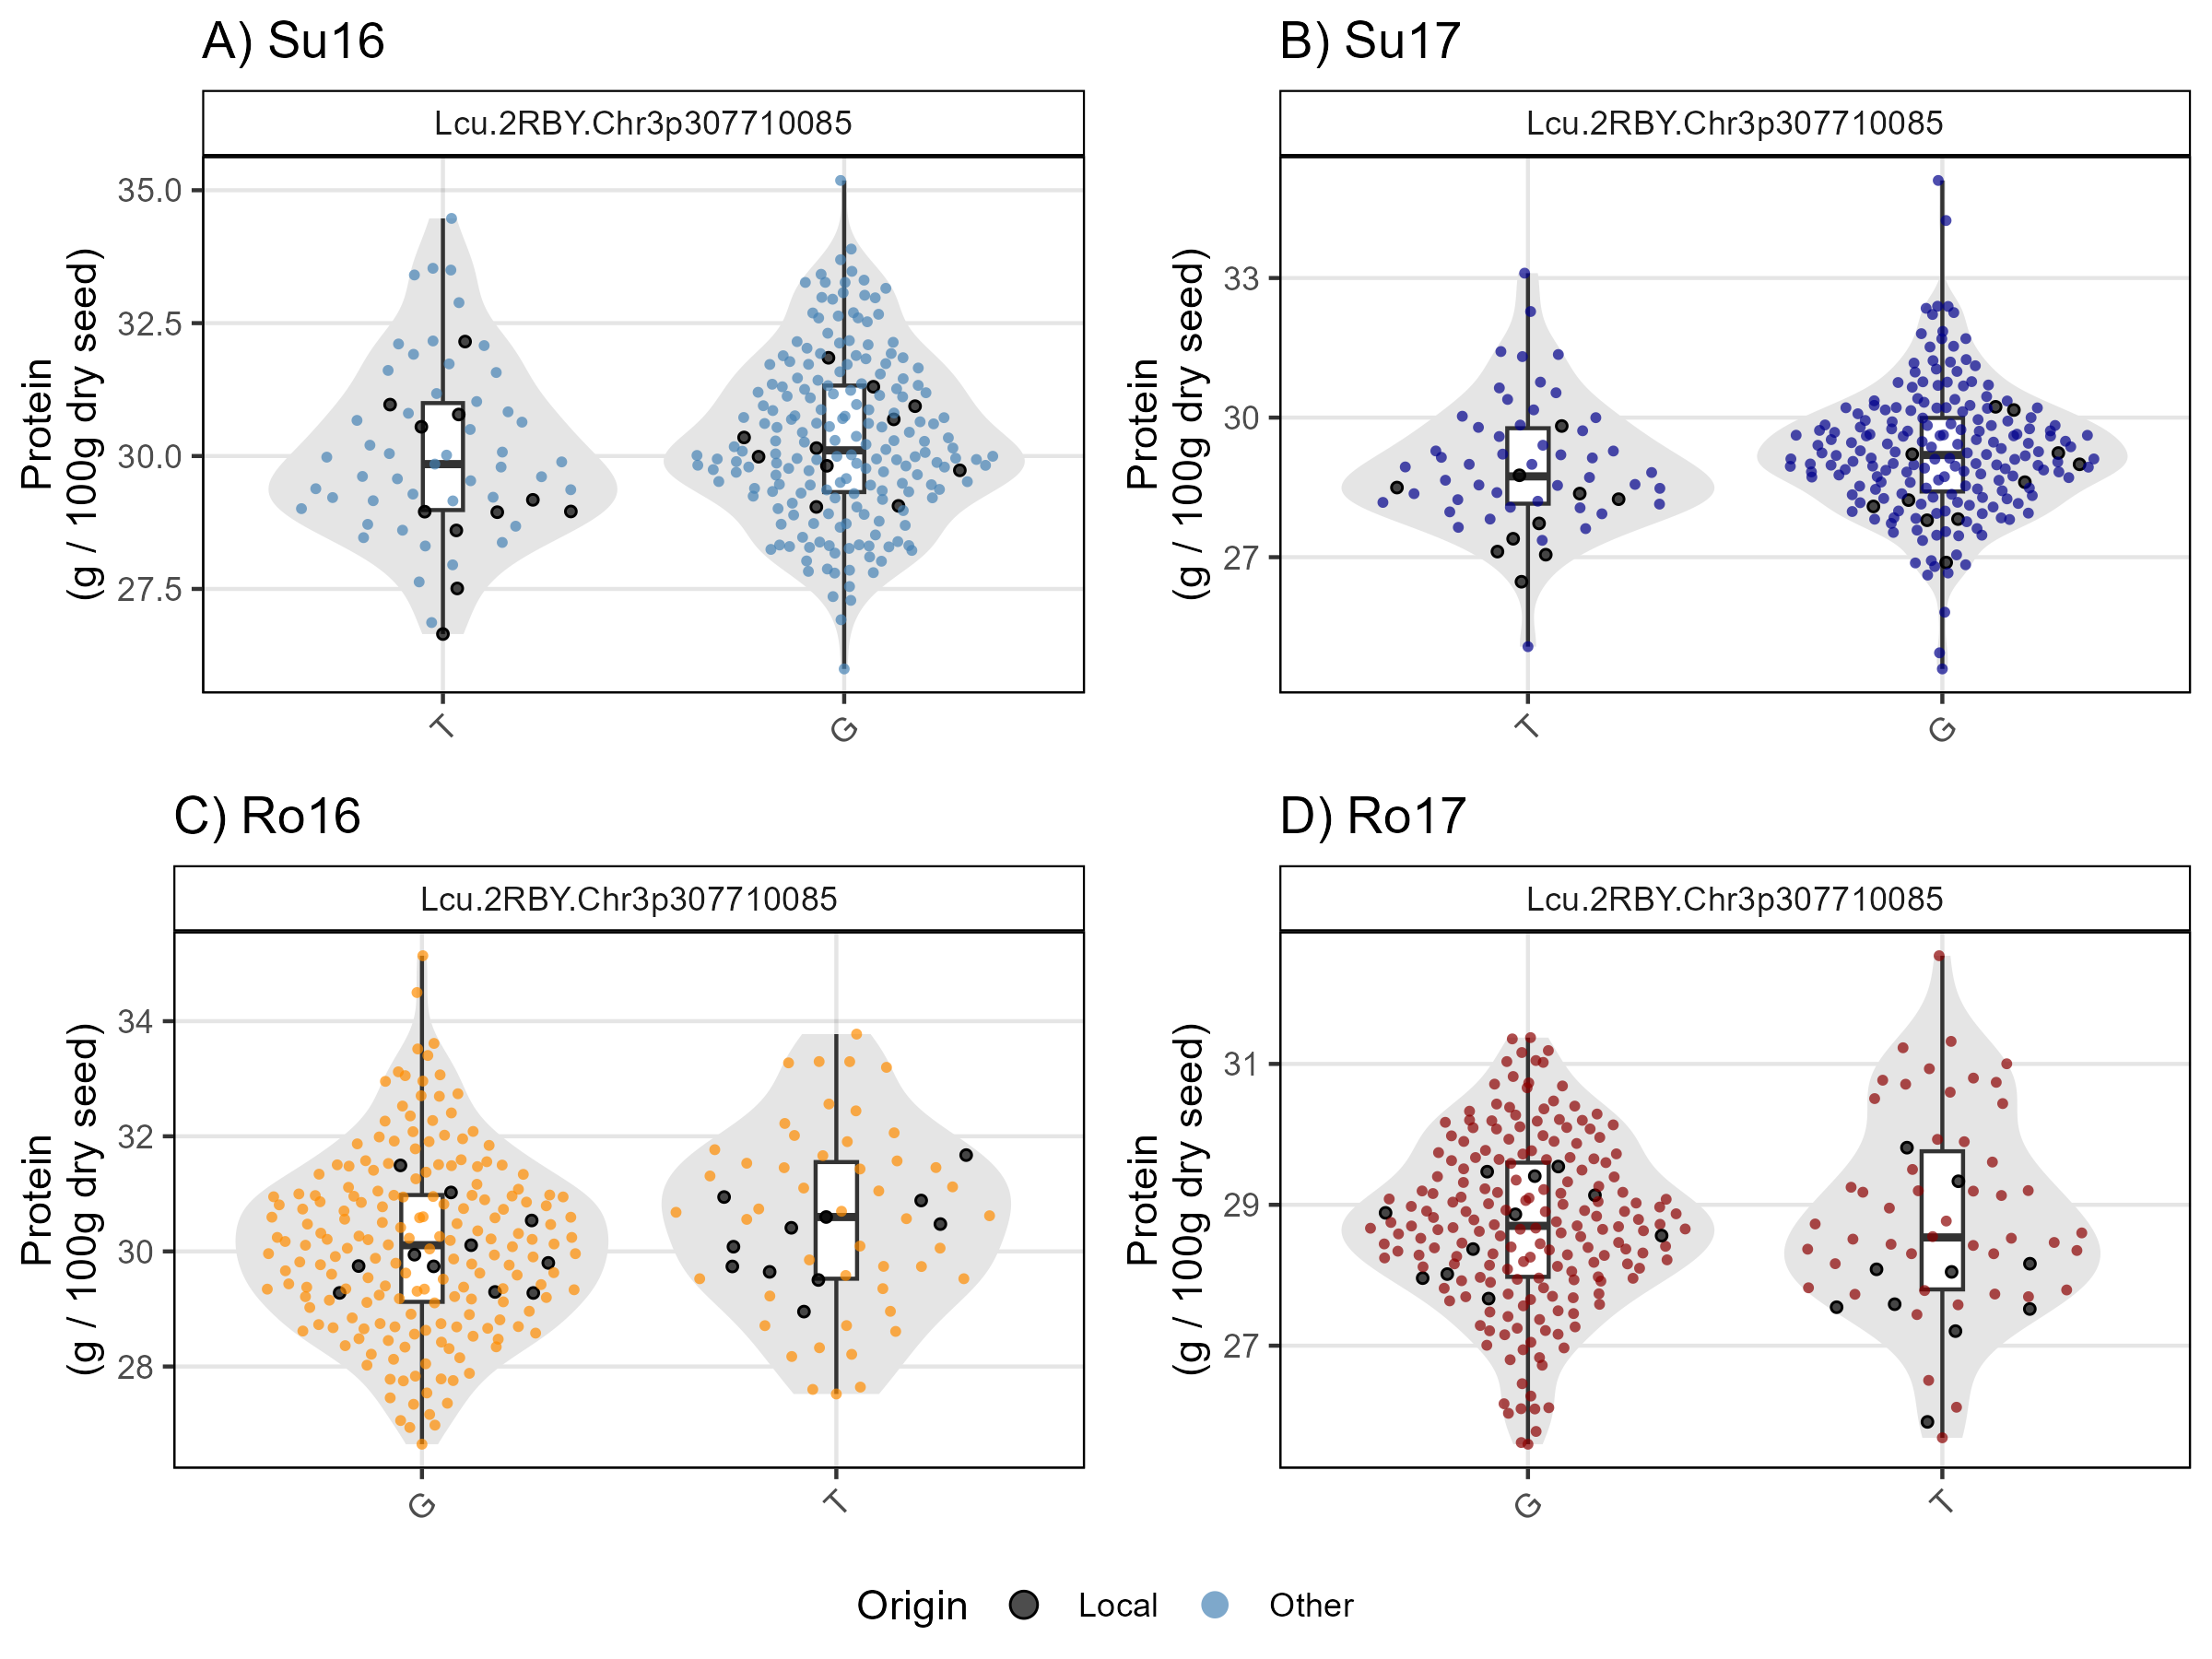 A) Su16
Lcu.2RBY.Chr3p307710085
Protein
(g / 100g dry seed)
35.0
32.5
30.0
27.5
T
G
B) Su17
Lcu.2RBY.Chr3p307710085
Protein
(g / 100g dry seed)
33
30
27
T
G
C) Ro16
Lcu.2RBY.Chr3p307710085
Protein
(g / 100g dry seed)
34
32
30
28
G
T
D) Ro17
Lcu.2RBY.Chr3p307710085
Protein
(g / 100g dry seed)
31
29
27
G
T
Origin Local Other